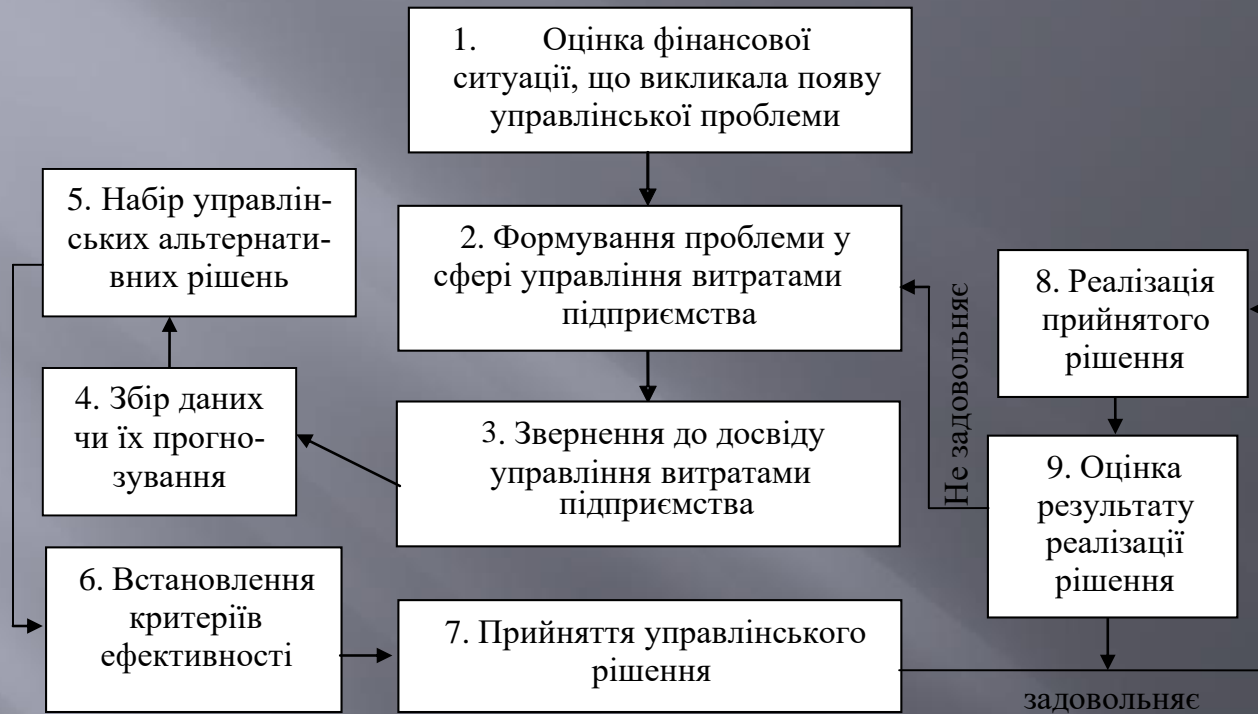 1. Оцінка фінансової
ситуації, що викликала появу
управлінської проблеми
2. Формування проблеми у
сфері управління витратами
підприємства
3. Звернення до досвіду
управління витратами
підприємства
4. Збір даних
чи їх прогно-
зування
5. Набір управлін-
ських альтернати-
вних рішень
6. Встановлення
критеріїв
ефективності
7. Прийняття управлінського
рішення
8. Реалізація
прийнятого
рішення
9. Оцінка
результату
реалізації
рішення
Не задовольняє
задовольняє